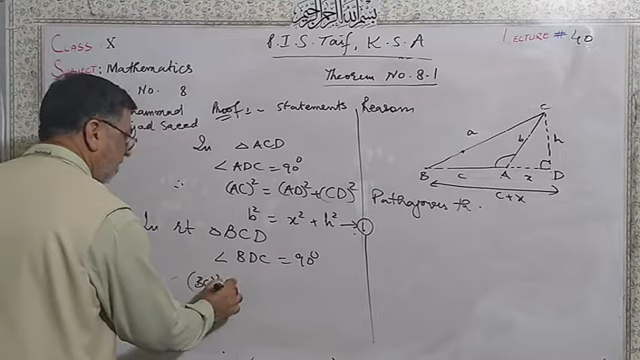 بسم الله الرحمن الرحيم
CLASS X
P.I.S. Taif, K.S.A
LECTURE # 40
SUBJECT: Mathematics
Theorem No. 8.1
No. 8
Proof:- Statements
Reasons
In △ACD
∠ADC = 90°
∴ (AC)² = (AD)² + (CD)²
b² = x² + h² → 1
Pathagoves th.
In rt △BCD
∠BDC = 90°
(BC)²
C
a
b
h
B
c
A
x
D
c+x